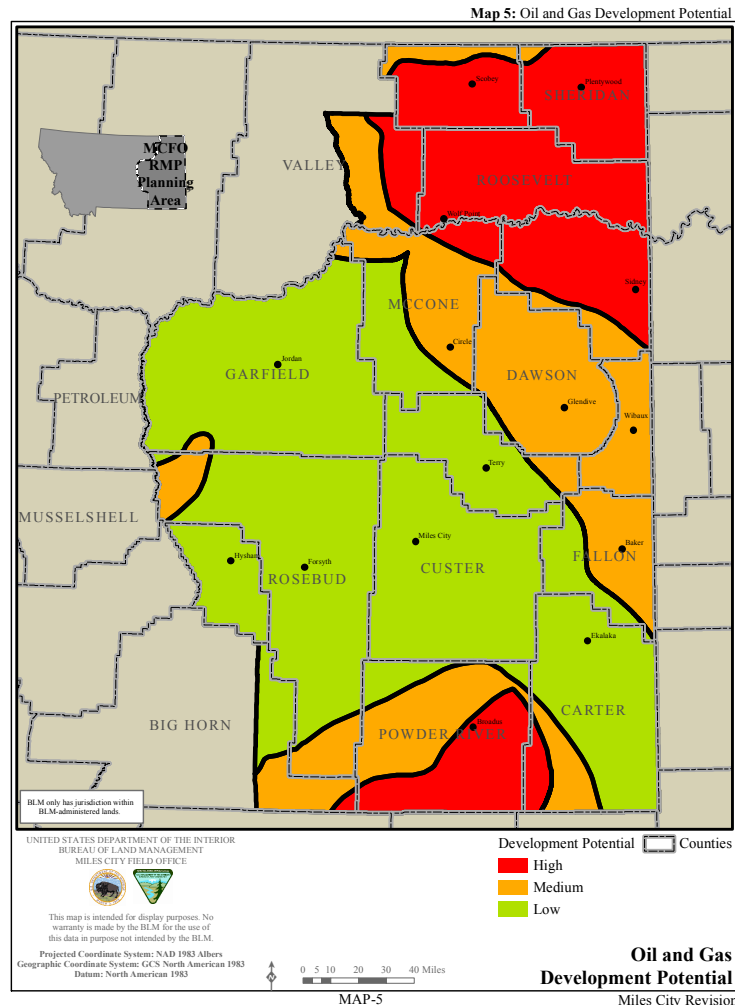 Map 5: Oil and Gas Development Potential
Scobey
Plentywood
SHERIDAN
MCFO
RMP
Planning
Area
VALLEY
ROOSEVELT
Wolf Point
Sidney
MCCONE
Circle
Jordan
GARFIELD
DAWSON
PETROLEUM
Glendive
Wibaux
Terry
MUSSELSHELL
Miles City
Baker
FALLON
Hysham
Forsyth
ROSEBUD
CUSTER
Ekalaka
CARTER
BIG HORN
POWDER RIVER
Broadus
BLM only has jurisdiction within
BLM-administered lands.
UNITED STATES DEPARTMENT OF THE INTERIOR
BUREAU OF LAND MANAGEMENT
MILES CITY FIELD OFFICE
This map is intended for display purposes. No
warranty is made by the BLM for the use of
this data in purpose not intended by the BLM.
Projected Coordinate System: NAD 1983 Albers
Geographic Coordinate System: GCS North American 1983
Datum: North American 1983
Development Potential
Counties
High
Medium
Low
0 5 10 20 30 40 Miles
Oil and Gas
Development Potential
MAP-5
Miles City Revision